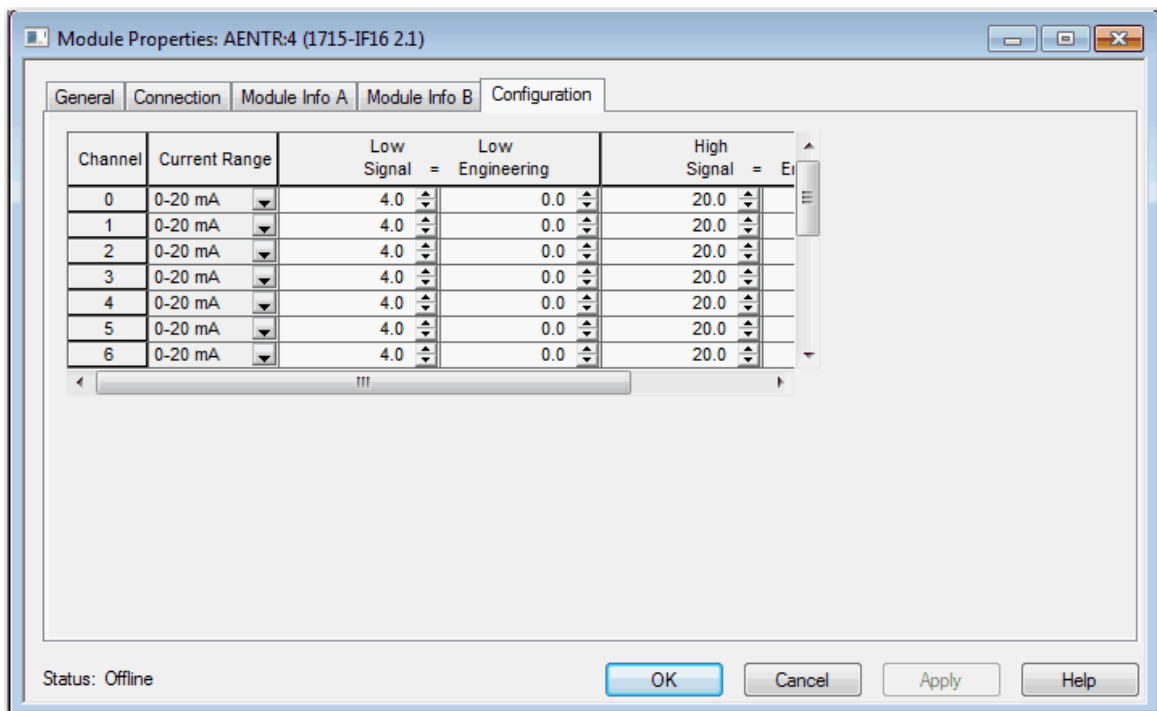 Module Properties: AENTR:4 (1715-IF16 2.1)
General Connection Module Info A Module Info B Configuration
Channel Current Range Low Signal = Low Engineering High Signal =
0 0-20 mA 4.0 0.0 20.0
1 0-20 mA 4.0 0.0 20.0
2 0-20 mA 4.0 0.0 20.0
3 0-20 mA 4.0 0.0 20.0
4 0-20 mA 4.0 0.0 20.0
5 0-20 mA 4.0 0.0 20.0
6 0-20 mA 4.0 0.0 20.0
Status: Offline OK Cancel Apply Help